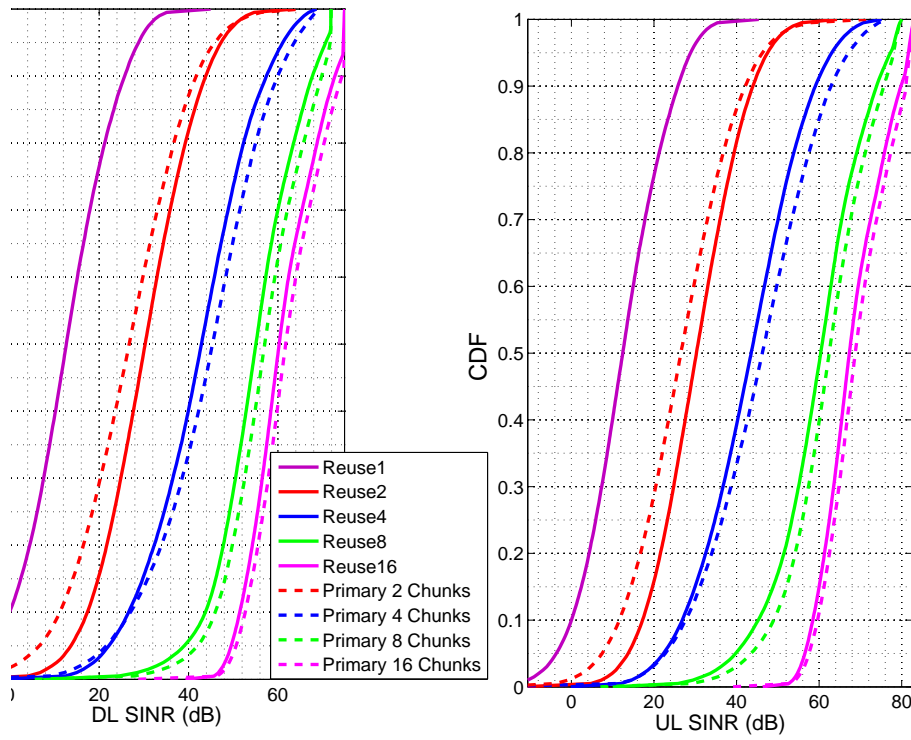 0
20
40
60
DL SINR (dB)
Reuse1
Reuse2
Reuse4
Reuse8
Reuse16
Primary 2 Chunks
Primary 4 Chunks
Primary 8 Chunks
Primary 16 Chunks
1
0.9
0.8
0.7
0.6
0.5
0.4
0.3
0.2
0.1
0
CDF
0
20
40
60
80
UL SINR (dB)